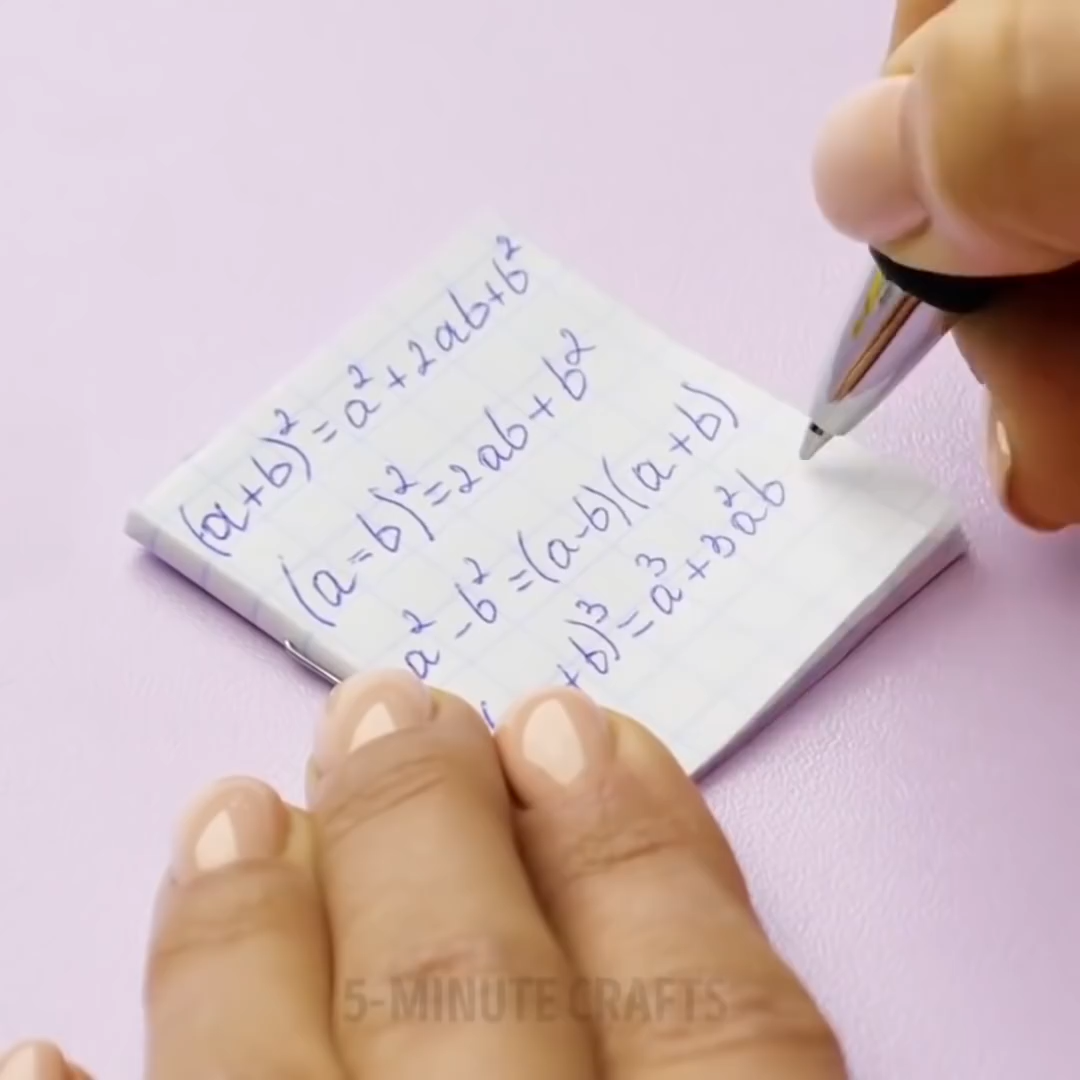 (a+b)²=a²+2ab+b²
(a=b)²=2ab+b²
a²-b²=(a-b)(a+b)
+b)³=a³+3a²b
5-MINUTE CRAFTS